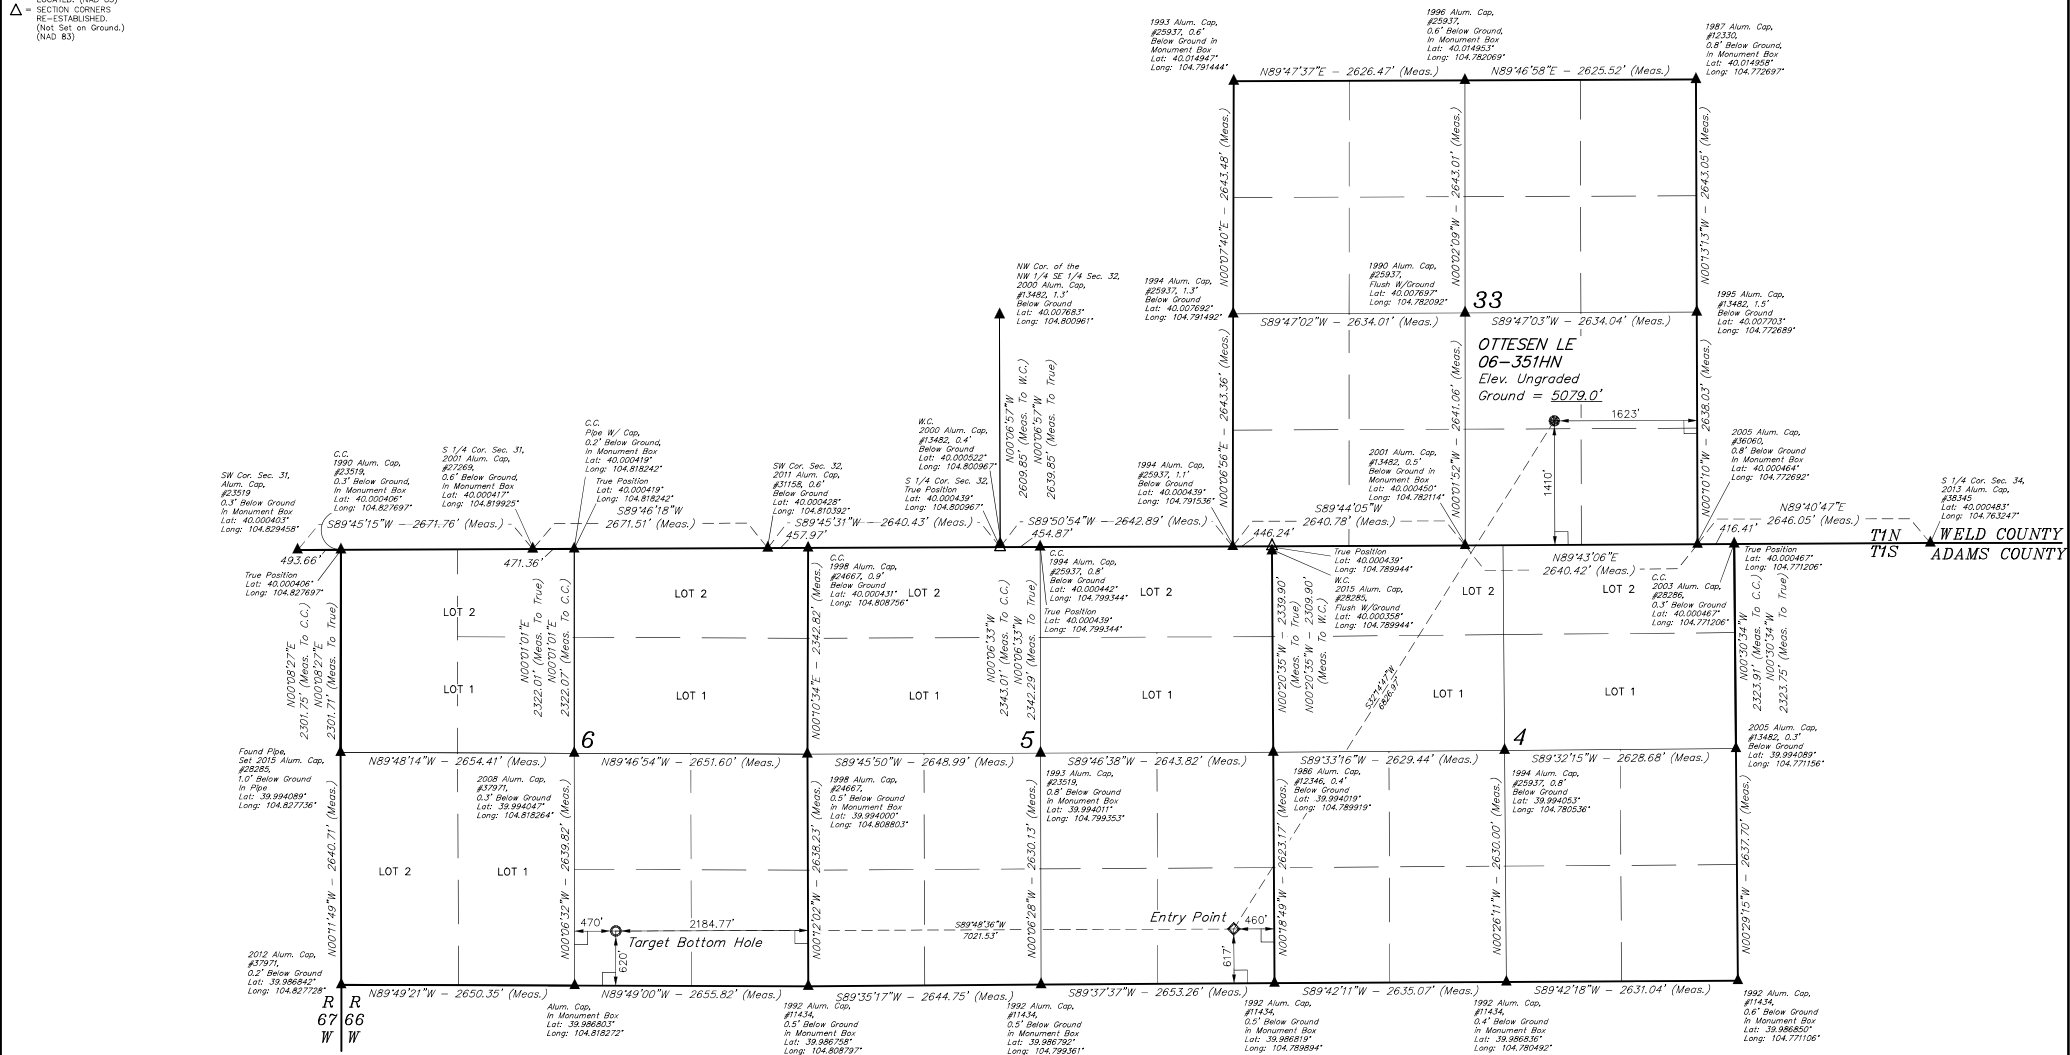 LOCATED. (NAD 83)
△ = SECTION CORNERS
RE-ESTABLISHED.
(Not Set on Ground.)
(NAD 83)
1993 Alum. Cap,
#25937, 0.6'
Below Ground in
Monument Box
Lat: 40.014947°
Long: 104.791444°
1996 Alum. Cap,
#25937,
0.6' Below Ground,
In Monument Box
Lat: 40.014953°
Long: 104.782069°
1987 Alum. Cap,
#12330,
0.8' Below Ground,
In Monument Box
Lat: 40.014958°
Long: 104.772697°
N89°47'37"E - 2626.47' (Meas.)
N89°46'58"E - 2625.52' (Meas.)
N00°07'40"E - 2643.48' (Meas.)
N00°02'09"W - 2643.01' (Meas.)
N00°13'13"W - 2643.05' (Meas.)
NW Cor. of the
NW 1/4 SE 1/4 Sec. 32,
2000 Alum. Cap,
#13482, 1.3'
Below Ground
Lat: 40.007683°
Long: 104.800961°
1994 Alum. Cap,
#25937, 1.3'
Below Ground
Lat: 40.007692°
Long: 104.791492°
1990 Alum. Cap,
#25937,
Flush W/Ground
Lat: 40.007697°
Long: 104.782092°
33
1995 Alum. Cap,
#13482, 1.5'
Below Ground
Lat: 40.007703°
Long: 104.772689°
S89°47'02"W - 2634.01' (Meas.)
S89°47'03"W - 2634.04' (Meas.)
OTTESEN LE
06-351HN
Elev. Ungraded
Ground = 5079.0'
1623'
1410'
N00°06'57"W
2609.85' (Meas. To W.C.)
N00°06'57"W
2639.85' (Meas. To True)
N00°06'56"E - 2643.36' (Meas.)
N00°01'52"W - 2641.06' (Meas.)
N00°10'10"W - 2638.03' (Meas.)
SW Cor. Sec. 31,
Alum. Cap,
#23519
0.3' Below Ground
in Monument Box
Lat: 40.000403°
Long: 104.829458°
C.C.
1990 Alum. Cap,
#23519,
0.3' Below Ground,
In Monument Box
Lat: 40.000406°
Long: 104.827697°
S 1/4 Cor. Sec. 31,
2001 Alum. Cap,
#27269,
0.6' Below Ground,
In Monument Box
Lat: 40.000417°
Long: 104.819925°
C.C.
Pipe W/ Cap,
0.2' Below Ground,
In Monument Box
Lat: 40.000419°
Long: 104.818242°
True Position
Lat: 40.000419°
Long: 104.818242°
SW Cor. Sec. 32,
2011 Alum. Cap,
#31158, 0.6'
Below Ground
Lat: 40.000428°
Long: 104.810392°
W.C.
2000 Alum. Cap,
#13482, 0.4'
Below Ground
Lat: 40.000522°
Long: 104.800967°
S 1/4 Cor. Sec. 32,
True Position
Lat: 40.000439°
Long: 104.800967°
1994 Alum. Cap,
#25937, 1.1'
Below Ground
Lat: 40.000439°
Long: 104.791536°
2001 Alum. Cap,
#13482, 0.5'
Below Ground in
Monument Box
Lat: 40.000450°
Long: 104.782114°
2005 Alum. Cap,
#36060,
0.8' Below Ground
In Monument Box
Lat: 40.000464°
Long: 104.772692°
S 1/4 Cor. Sec. 34,
2013 Alum. Cap,
#38345
Lat: 40.000483°
Long: 104.763247°
S89°45'15"W - 2671.76' (Meas.)
S89°46'18"W
2671.51' (Meas.)
S89°45'31"W - 2640.43' (Meas.)
S89°50'54"W - 2642.89' (Meas.)
S89°44'05"W
2640.78' (Meas.)
N89°43'06"E
2640.42' (Meas.)
N89°40'47"E
2646.05' (Meas.)
493.66'
471.36'
457.97'
454.87'
446.24'
416.41'
T1N
T1S
WELD COUNTY
ADAMS COUNTY
True Position
Lat: 40.000406°
Long: 104.827697°
C.C.
1998 Alum. Cap,
#24667, 0.9'
Below Ground
Lat: 40.000431°
Long: 104.808756°
C.C.
1994 Alum. Cap,
#25937, 0.8'
Below Ground
Lat: 40.000442°
Long: 104.799344°
True Position
Lat: 40.000439°
Long: 104.799344°
True Position
Lat: 40.000439°
Long: 104.789944°
W.C.
2015 Alum. Cap,
#28285,
Flush W/Ground
Lat: 40.000358°
Long: 104.789944°
C.C.
2003 Alum. Cap,
#28286,
0.3' Below Ground
Lat: 40.000467°
Long: 104.771206°
True Position
Lat: 40.000467°
Long: 104.771206°
LOT 2
LOT 2
LOT 2
LOT 2
LOT 2
LOT 2
LOT 1
LOT 1
LOT 1
LOT 1
LOT 1
LOT 1
N00°08'27"E
2301.75' (Meas. To C.C.)
N00°08'27"E
2301.71' (Meas. To True)
N00°01'01"E
2322.01' (Meas. To True)
N00°01'01"E
2322.07' (Meas. To C.C.)
N00°10'34"E - 2342.82' (Meas.)
N00°06'33"W
2343.01' (Meas. To C.C.)
N00°06'33"W
2342.29' (Meas. To True)
N00°20'35"W - 2339.90'
(Meas. To True)
N00°20'35"W - 2309.90'
(Meas. To W.C.)
S32°14'47"W
6826.97'
N00°30'34"W
2323.91' (Meas. To C.C.)
N00°30'34"W
2323.75' (Meas. To True)
6
5
4
Found Pipe,
Set 2015 Alum. Cap,
#28285,
1.0' Below Ground
In Pipe
Lat: 39.994089°
Long: 104.827736°
N89°48'14"W - 2654.41' (Meas.)
N89°46'54"W - 2651.60' (Meas.)
S89°45'50"W - 2648.99' (Meas.)
S89°46'38"W - 2643.82' (Meas.)
S89°33'16"W - 2629.44' (Meas.)
S89°32'15"W - 2628.68' (Meas.)
2008 Alum. Cap,
#37971,
0.3' Below Ground
Lat: 39.994047°
Long: 104.818264°
1998 Alum. Cap,
#24667,
0.5' Below Ground
in Monument Box
Lat: 39.994000°
Long: 104.808803°
1993 Alum. Cap,
#23519,
0.8' Below Ground
in Monument Box
Lat: 39.994011°
Long: 104.799353°
1986 Alum. Cap,
#12346, 0.4'
Below Ground
Lat: 39.994019°
Long: 104.789919°
1994 Alum. Cap,
#25937, 0.8'
Below Ground
Lat: 39.994053°
Long: 104.780536°
2005 Alum. Cap,
#13482, 0.3'
Below Ground
Lat: 39.994089°
Long: 104.771156°
N00°11'49"W - 2640.71' (Meas.)
N00°06'32"W - 2639.82' (Meas.)
N00°12'02"W - 2638.23' (Meas.)
N00°06'28"W - 2630.13' (Meas.)
N00°18'49"W - 2623.17' (Meas.)
N00°26'11"W - 2630.00' (Meas.)
N00°29'15"W - 2637.70' (Meas.)
LOT 2
LOT 1
470'
2184.77'
Target Bottom Hole
620'
S89°48'36"W
7021.53'
Entry Point
460'
617'
2012 Alum. Cap,
#37971,
0.2' Below Ground
Lat: 39.986842°
Long: 104.827728°
N89°49'21"W - 2650.35' (Meas.)
N89°49'00"W - 2655.82' (Meas.)
S89°35'17"W - 2644.75' (Meas.)
S89°37'37"W - 2653.26' (Meas.)
S89°42'11"W - 2635.07' (Meas.)
S89°42'18"W - 2631.04' (Meas.)
R R
67 66
W W
Alum. Cap,
In Monument Box
Lat: 39.986803°
Long: 104.818272°
1992 Alum. Cap,
#11434,
0.5' Below Ground
in Monument Box
Lat: 39.986758°
Long: 104.808797°
1992 Alum. Cap,
#11434,
0.5' Below Ground
in Monument Box
Lat: 39.986792°
Long: 104.799361°
1992 Alum. Cap,
#11434,
0.5' Below Ground
in Monument Box
Lat: 39.986819°
Long: 104.789894°
1992 Alum. Cap,
#11434,
0.4' Below Ground
in Monument Box
Lat: 39.986836°
Long: 104.780492°
1992 Alum. Cap,
#11434,
0.6' Below Ground
in Monument Box
Lat: 39.986850°
Long: 104.771106°